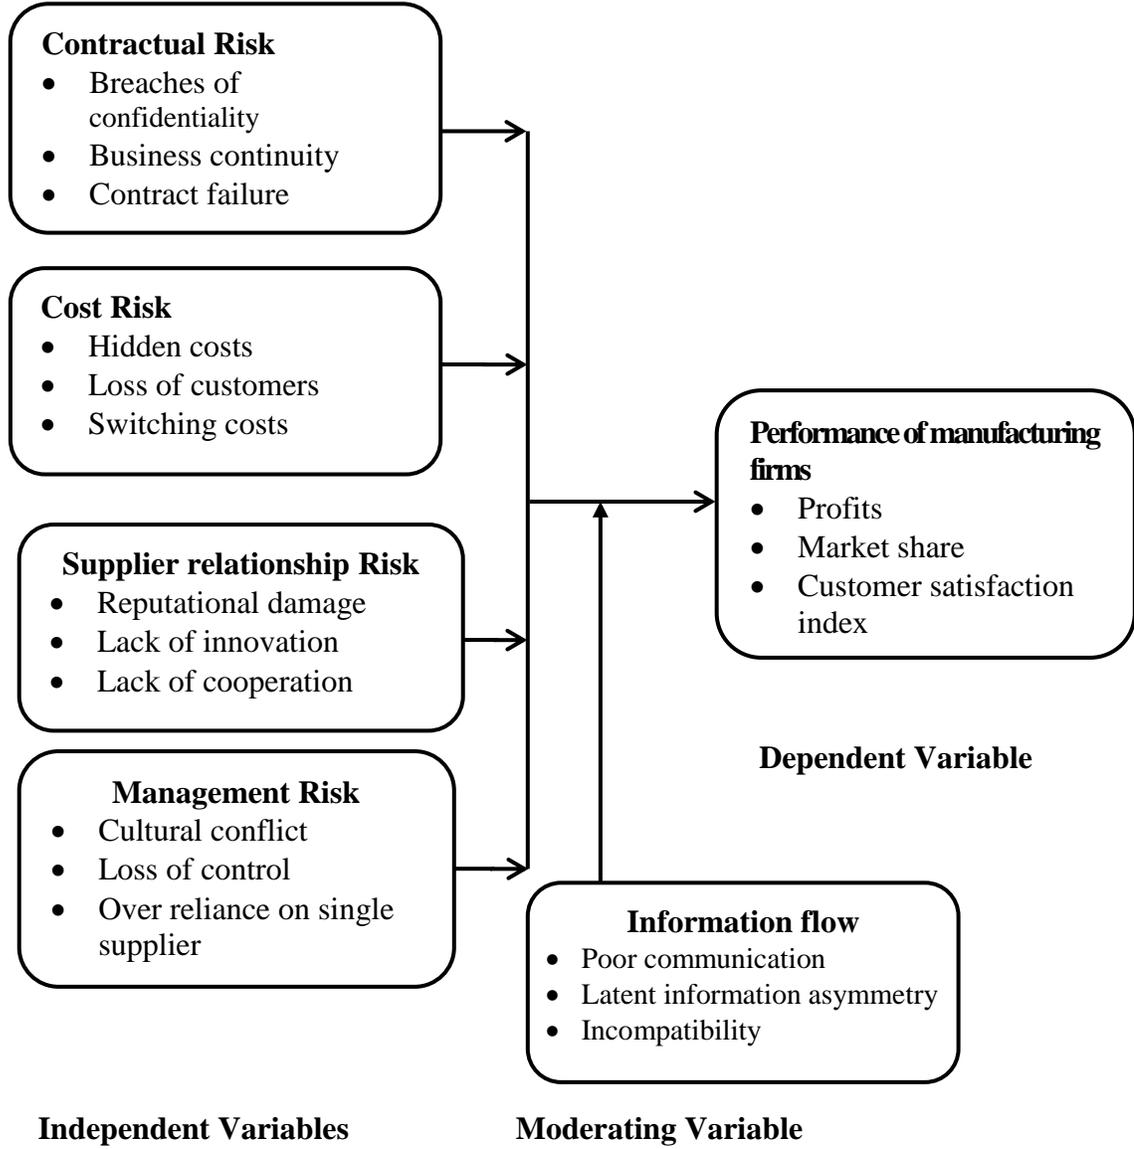 Contractual Risk
• Breaches of
confidentiality
• Business continuity
• Contract failure
Cost Risk
• Hidden costs
• Loss of customers
• Switching costs
Supplier relationship Risk
• Reputational damage
• Lack of innovation
• Lack of cooperation
Management Risk
• Cultural conflict
• Loss of control
• Over reliance on single
supplier
Performance of manufacturing
firms
• Profits
• Market share
• Customer satisfaction
index
Dependent Variable
Information flow
• Poor communication
• Latent information asymmetry
• Incompatibility
Independent Variables
Moderating Variable